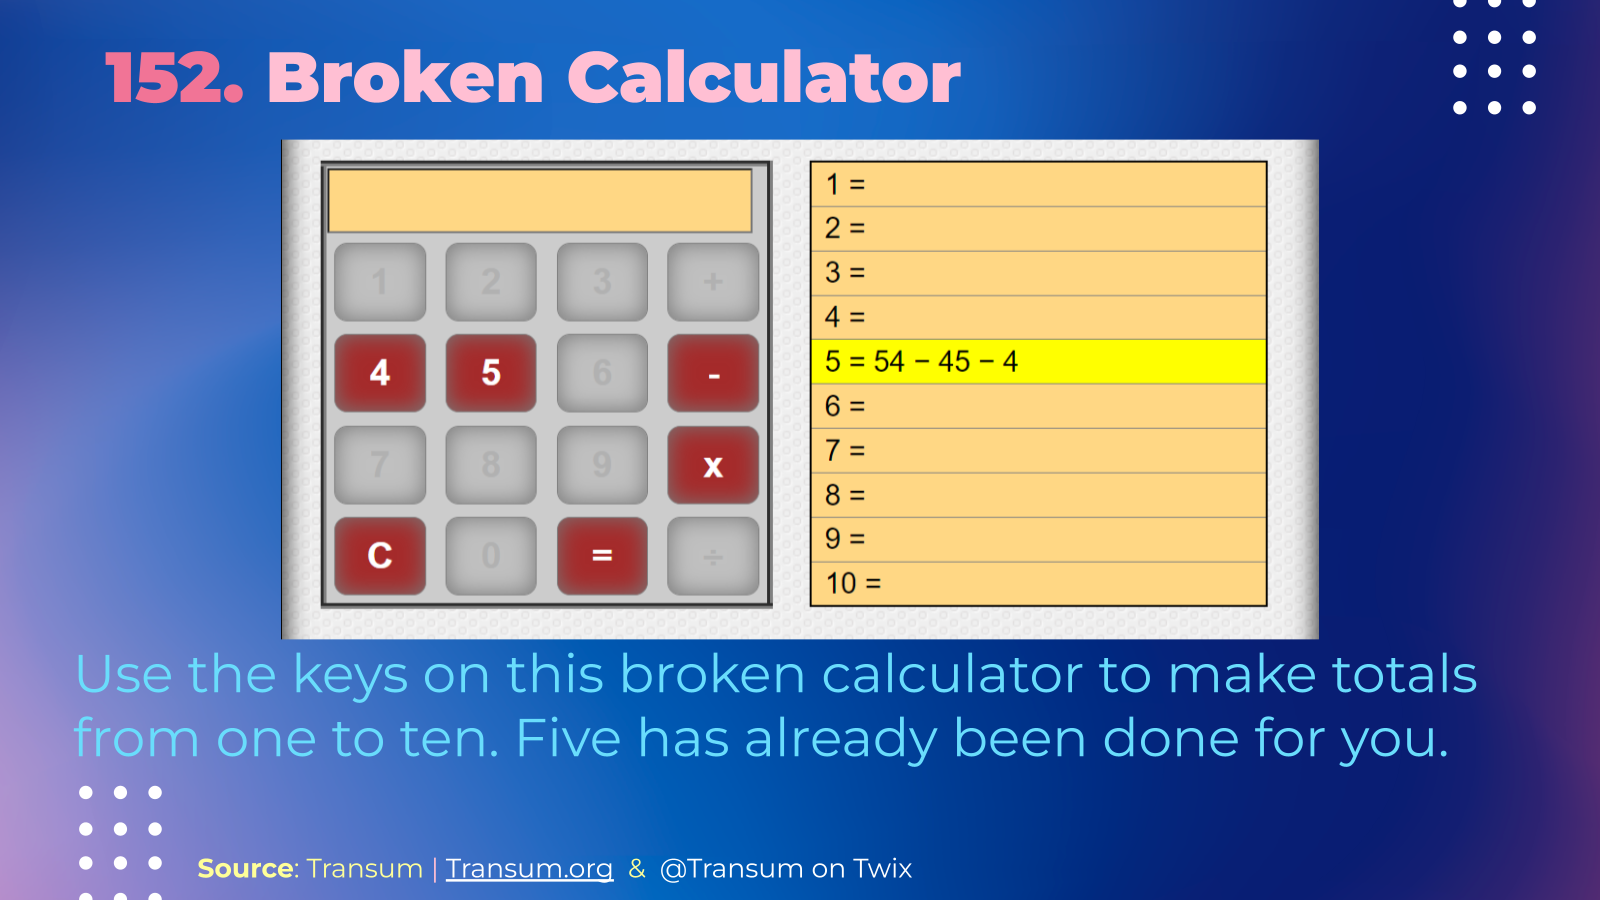 152. Broken Calculator
1 2 3 +
4 5 6 -
7 8 9 x
C 0 = ÷
1 =
2 =
3 =
4 =
5 = 54 − 45 − 4
6 =
7 =
8 =
9 =
10 =
Use the keys on this broken calculator to make totals
from one to ten. Five has already been done for you.
Source: Transum | Transum.org & @Transum on Twix